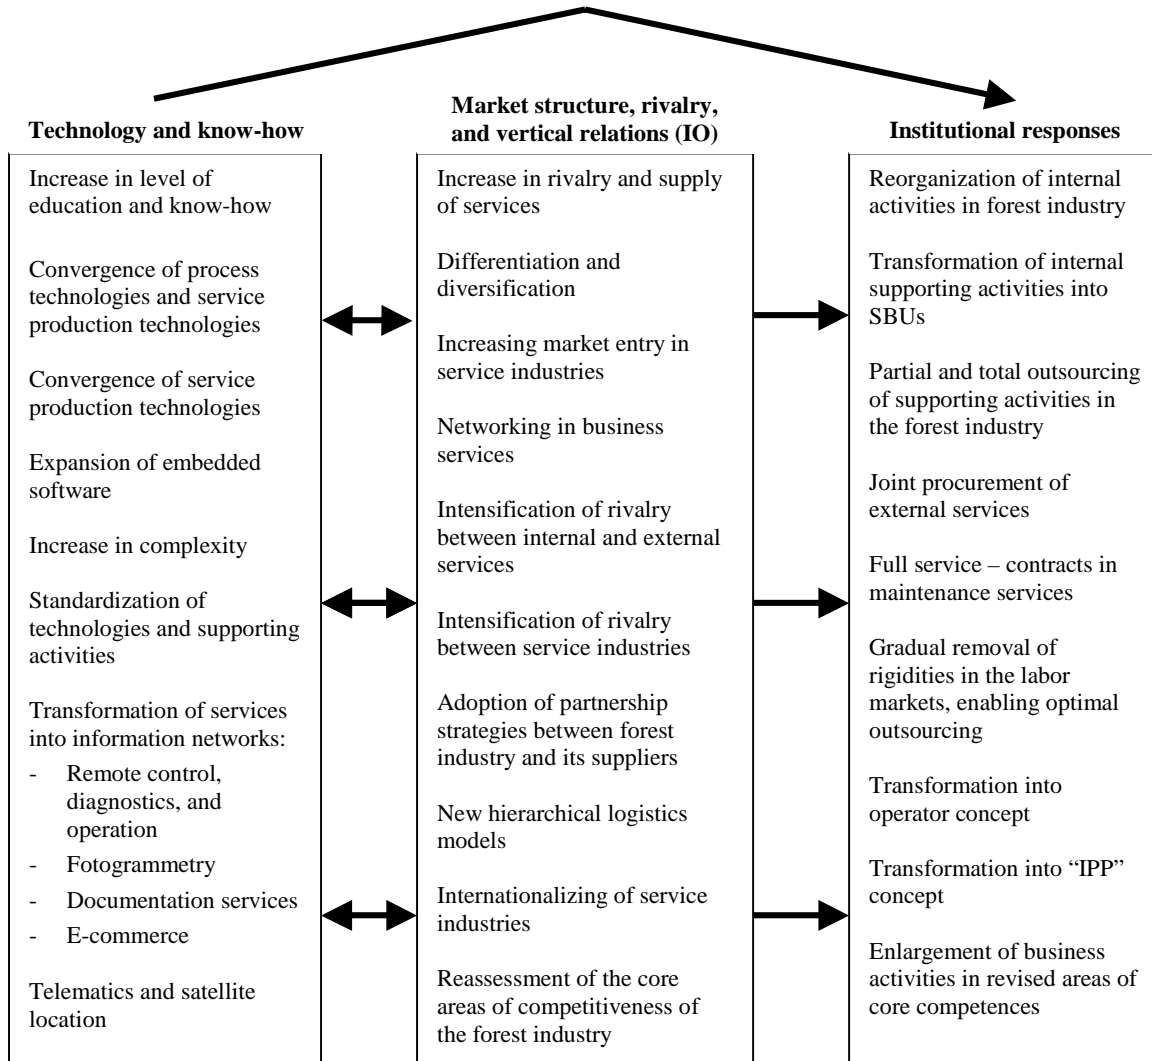 Technology and know-how
Increase in level of
education and know-how
Convergence of process
technologies and service
production technologies
Convergence of service
production technologies
Expansion of embedded
software
Increase in complexity
Standardization of
technologies and supporting
activities
Transformation of services
into information networks:
- Remote control,
diagnostics, and
operation
- Fotogrammetry
- Documentation services
- E-commerce
Telematics and satellite
location
Market structure, rivalry,
and vertical relations (IO)
Increase in rivalry and supply
of services
Differentiation and
diversification
Increasing market entry in
service industries
Networking in business
services
Intensification of rivalry
between internal and external
services
Intensification of rivalry
between service industries
Adoption of partnership
strategies between forest
industry and its suppliers
New hierarchical logistics
models
Internationalizing of service
industries
Reassessment of the core
areas of competitiveness of
the forest industry
Institutional responses
Reorganization of internal
activities in forest industry
Transformation of internal
supporting activities into
SBUs
Partial and total outsourcing
of supporting activities in
the forest industry
Joint procurement of
external services
Full service – contracts in
maintenance services
Gradual removal of
rigidities in the labor
markets, enabling optimal
outsourcing
Transformation into
operator concept
Transformation into “IPP”
concept
Enlargement of business
activities in revised areas of
core competences